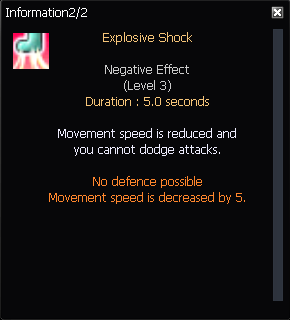 Information2/2
Explosive Shock
Negative Effect
(Level 3)
Duration : 5.0 seconds
Movement speed is reduced and
you cannot dodge attacks.
No defence possible
Movement speed is decreased by 5.